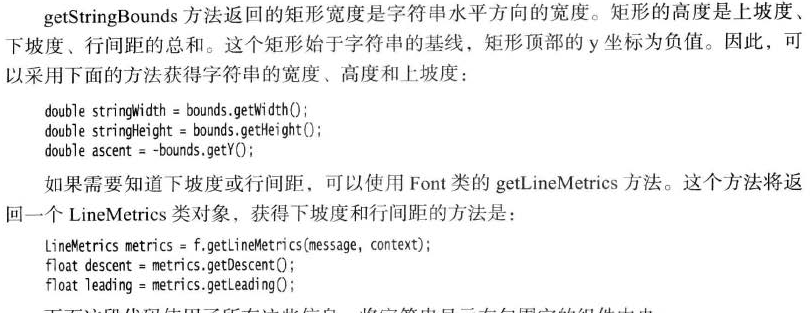 getStringBounds 方法返回的矩形宽度是字符串水平方向的宽度。矩形的高度是上坡度、
下坡度、行间距的总和。这个矩形始于字符串的基线，矩形顶部的 y 坐标为负值。因此，可
以采用下面的方法获得字符串的宽度、高度和上坡度：
double stringWidth = bounds.getWidth();
double stringHeight = bounds.getHeight();
double ascent = -bounds.getY();
如果需要知道下坡度或行间距，可以使用 Font 类的 getLineMetrics 方法。这个方法将返
回一个 LineMetrics 类对象，获得下坡度和行间距的方法是：
LineMetrics metrics = f.getLineMetrics(message, context);
float descent = metrics.getDescent();
float leading = metrics.getLeading();